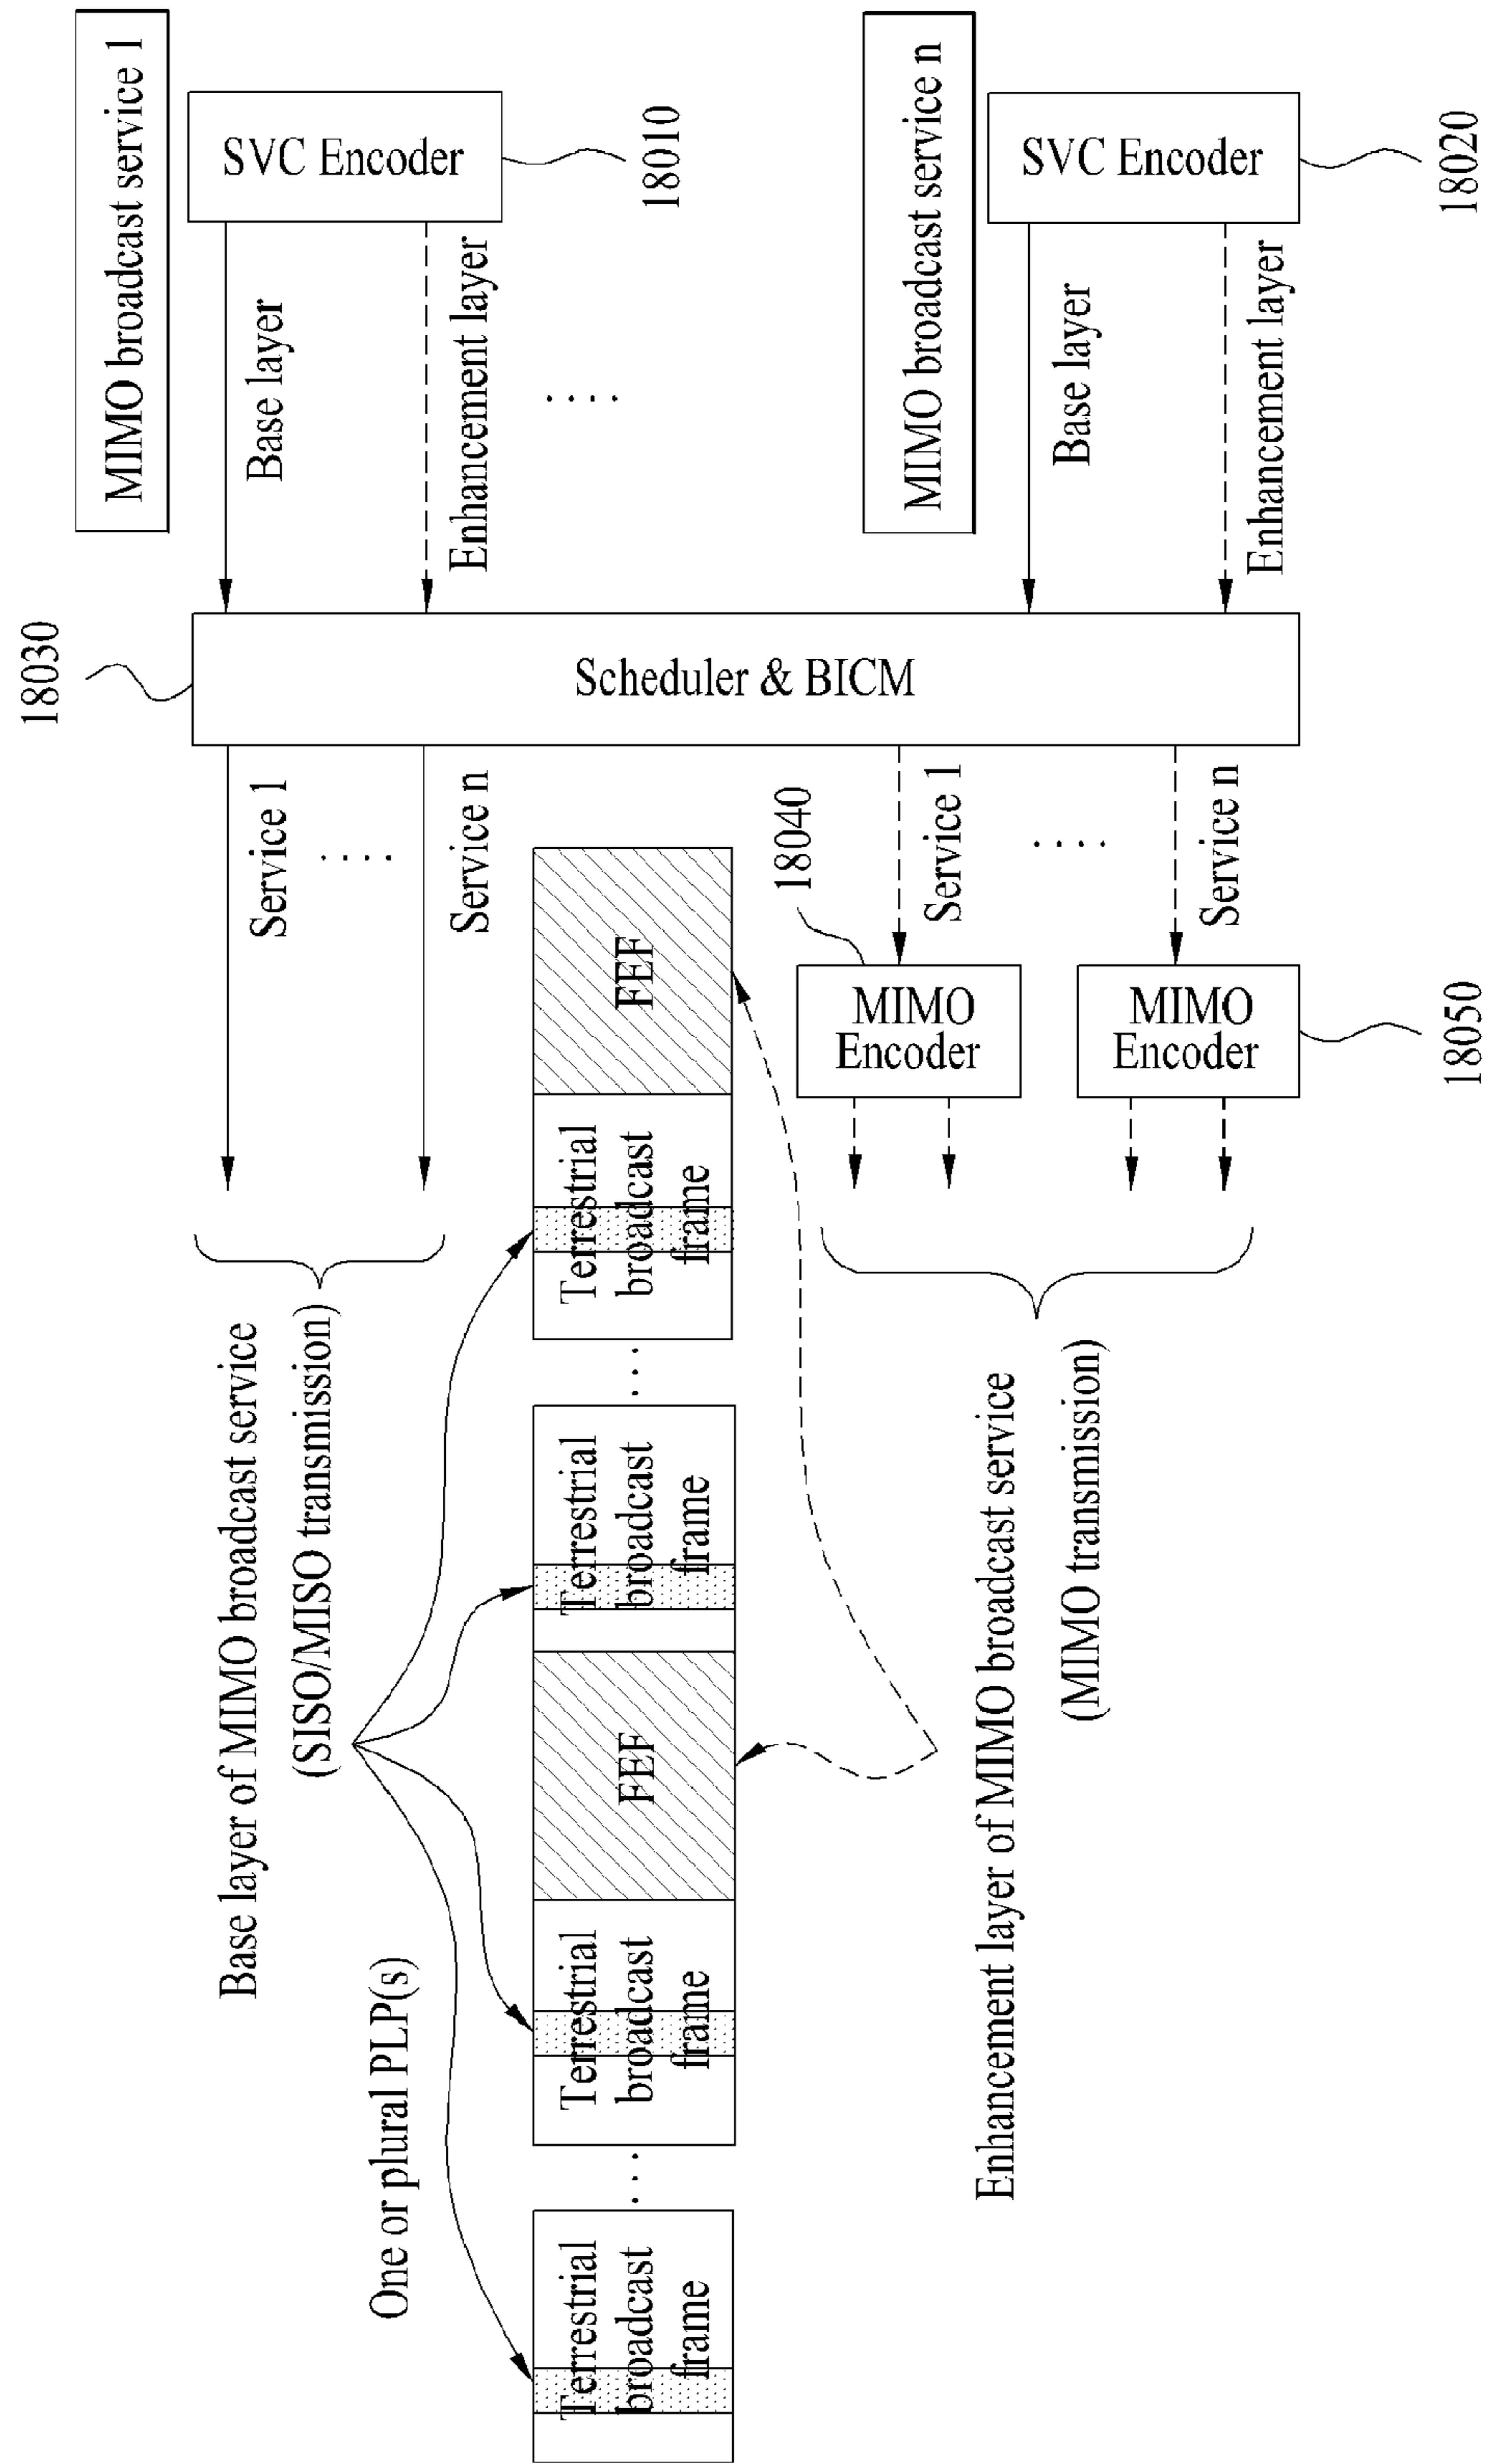 MIMO broadcast service 1
SVC Encoder
18010
Base layer
Enhancement layer
....
MIMO broadcast service n
SVC Encoder
18020
Base layer
Enhancement layer
18030
Scheduler & BICM
Service 1
....
Service n
18040
Service 1
....
Service n
MIMO
Encoder
MIMO
Encoder
18050
Base layer of MIMO broadcast service
(SISO/MISO transmission)
One or plural PLP(s)
Terrestrial
broadcast
frame
...
Terrestrial
broadcast
frame
FEF
Terrestrial
broadcast
frame
...
Terrestrial
broadcast
frame
FEF
Enhancement layer of MIMO broadcast service
(MIMO transmission)